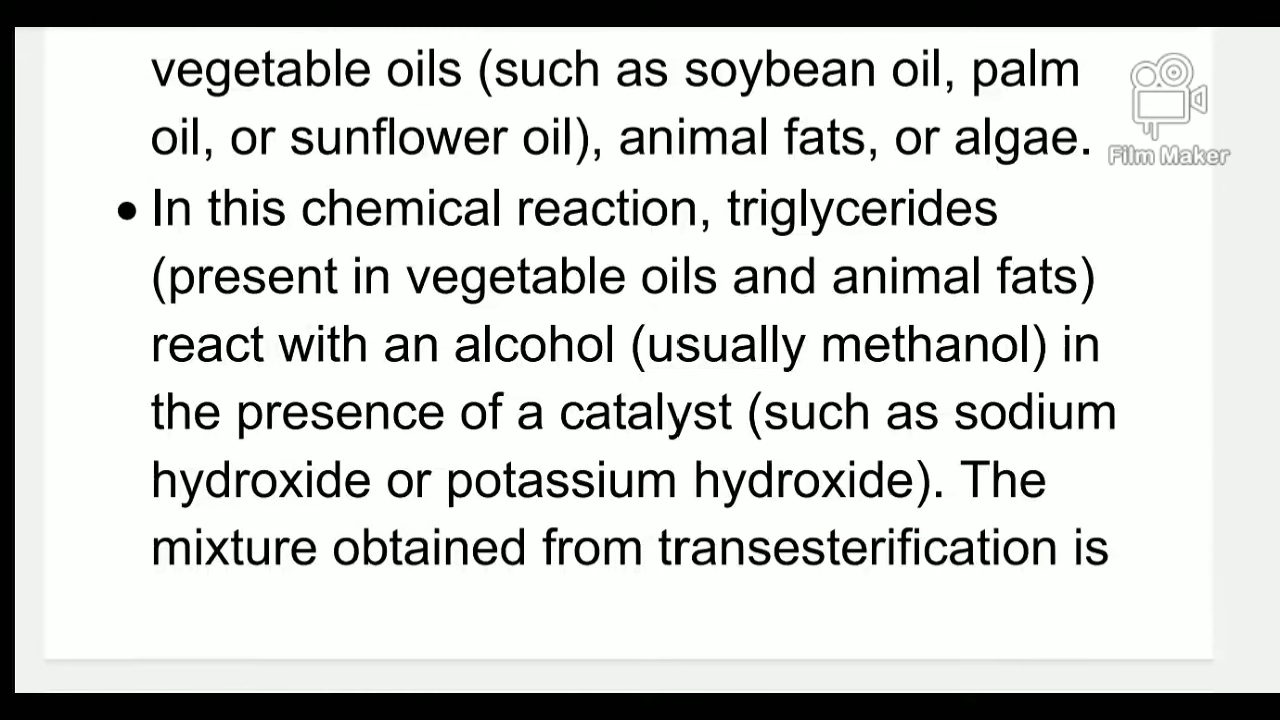 vegetable oils (such as soybean oil, palm
oil, or sunflower oil), animal fats, or algae.
Film Maker
• In this chemical reaction, triglycerides
(present in vegetable oils and animal fats)
react with an alcohol (usually methanol) in
the presence of a catalyst (such as sodium
hydroxide or potassium hydroxide). The
mixture obtained from transesterification is